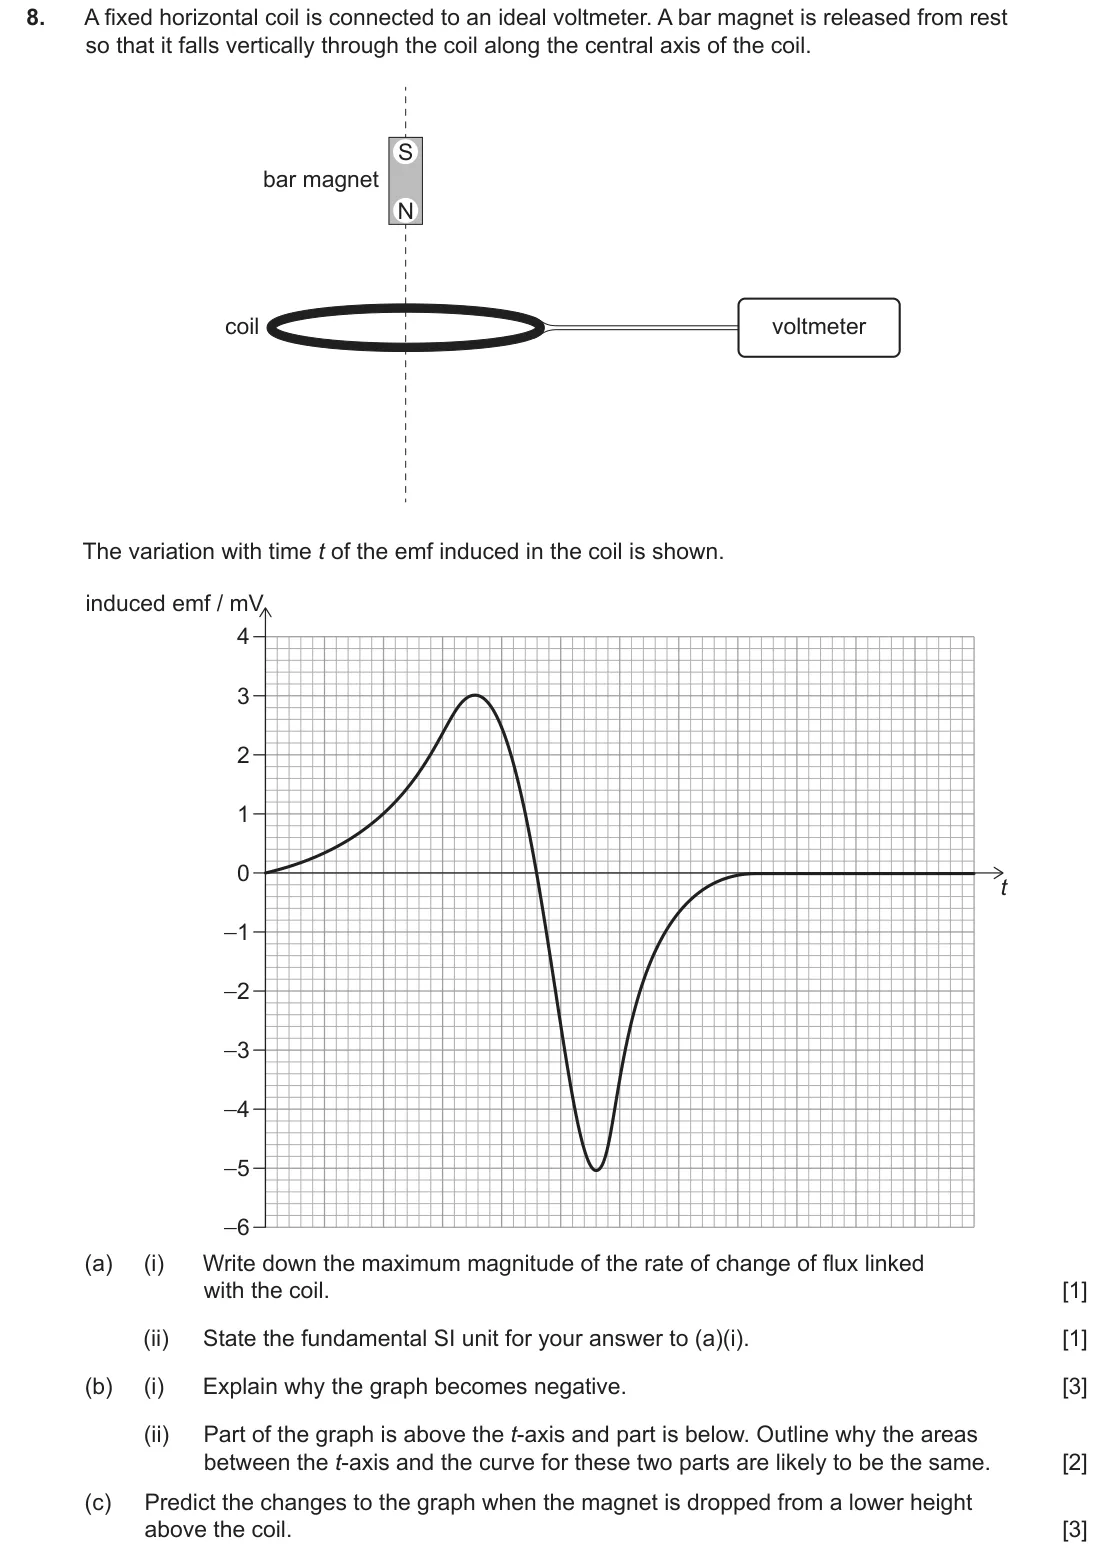 8. A fixed horizontal coil is connected to an ideal voltmeter. A bar magnet is released from rest
so that it falls vertically through the coil along the central axis of the coil.
S
bar magnet
N
coil
voltmeter
The variation with time t of the emf induced in the coil is shown.
induced emf / mV
4
3
2
1
0
t
–1
–2
–3
–4
–5
–6
(a) (i) Write down the maximum magnitude of the rate of change of flux linked
with the coil. [1]
(ii) State the fundamental SI unit for your answer to (a)(i). [1]
(b) (i) Explain why the graph becomes negative. [3]
(ii) Part of the graph is above the t-axis and part is below. Outline why the areas
between the t-axis and the curve for these two parts are likely to be the same. [2]
(c) Predict the changes to the graph when the magnet is dropped from a lower height
above the coil. [3]